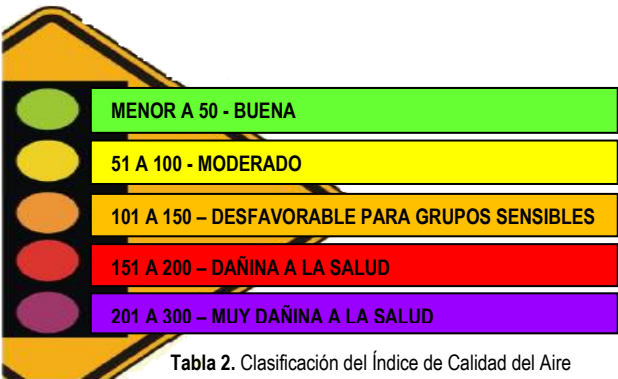 MENOR A 50 - BUENA
51 A 100 - MODERADO
101 A 150 – DESFAVORABLE PARA GRUPOS SENSIBLES
151 A 200 – DAÑINA A LA SALUD
201 A 300 – MUY DAÑINA A LA SALUD
Tabla 2. Clasificación del Índice de Calidad del Aire